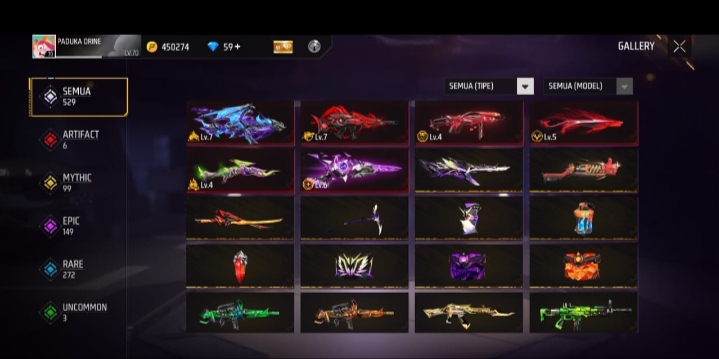 PADUKA ORINE
LV.70
450274
59+
GALLERY
SEMUA (TIPE)
SEMUA (MODEL)
SEMUA
529
ARTIFACT
6
MYTHIC
99
EPIC
149
RARE
272
UNCOMMON
3
Lv.7
Lv.7
Lv.4
Lv.5
Lv.4
Lv.6